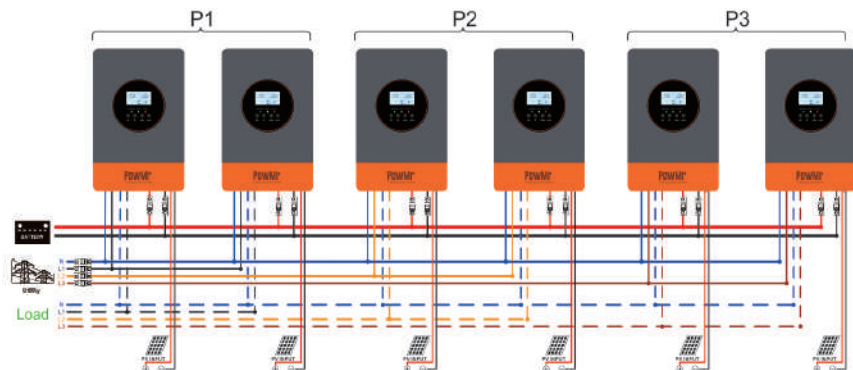 P1 P2 P3
POWMr POWMr POWMr POWMr POWMr POWMr
BATTERY
N
L1
L2
L3
Utility
N
Load L1
L2
L3
PV INPUT PV INPUT PV INPUT PV INPUT PV INPUT PV INPUT